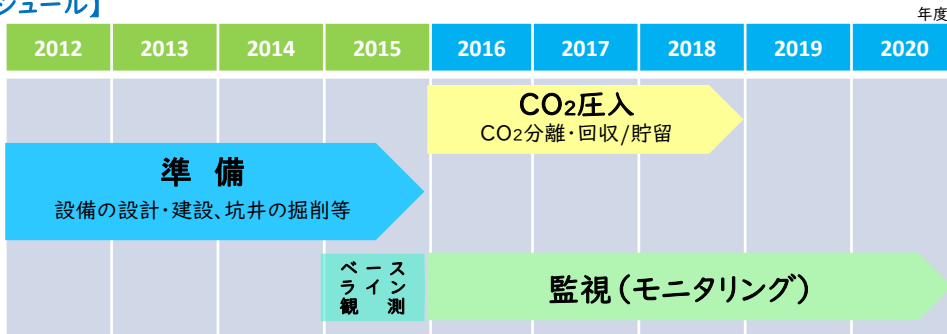 ジュール】
年度
2012 2013 2014 2015 2016 2017 2018 2019 2020
CO2圧入
CO2分離・回収/貯留
準 備
設備の設計・建設、坑井の掘削等
ベース
ライン
観 測
監視(モニタリング)